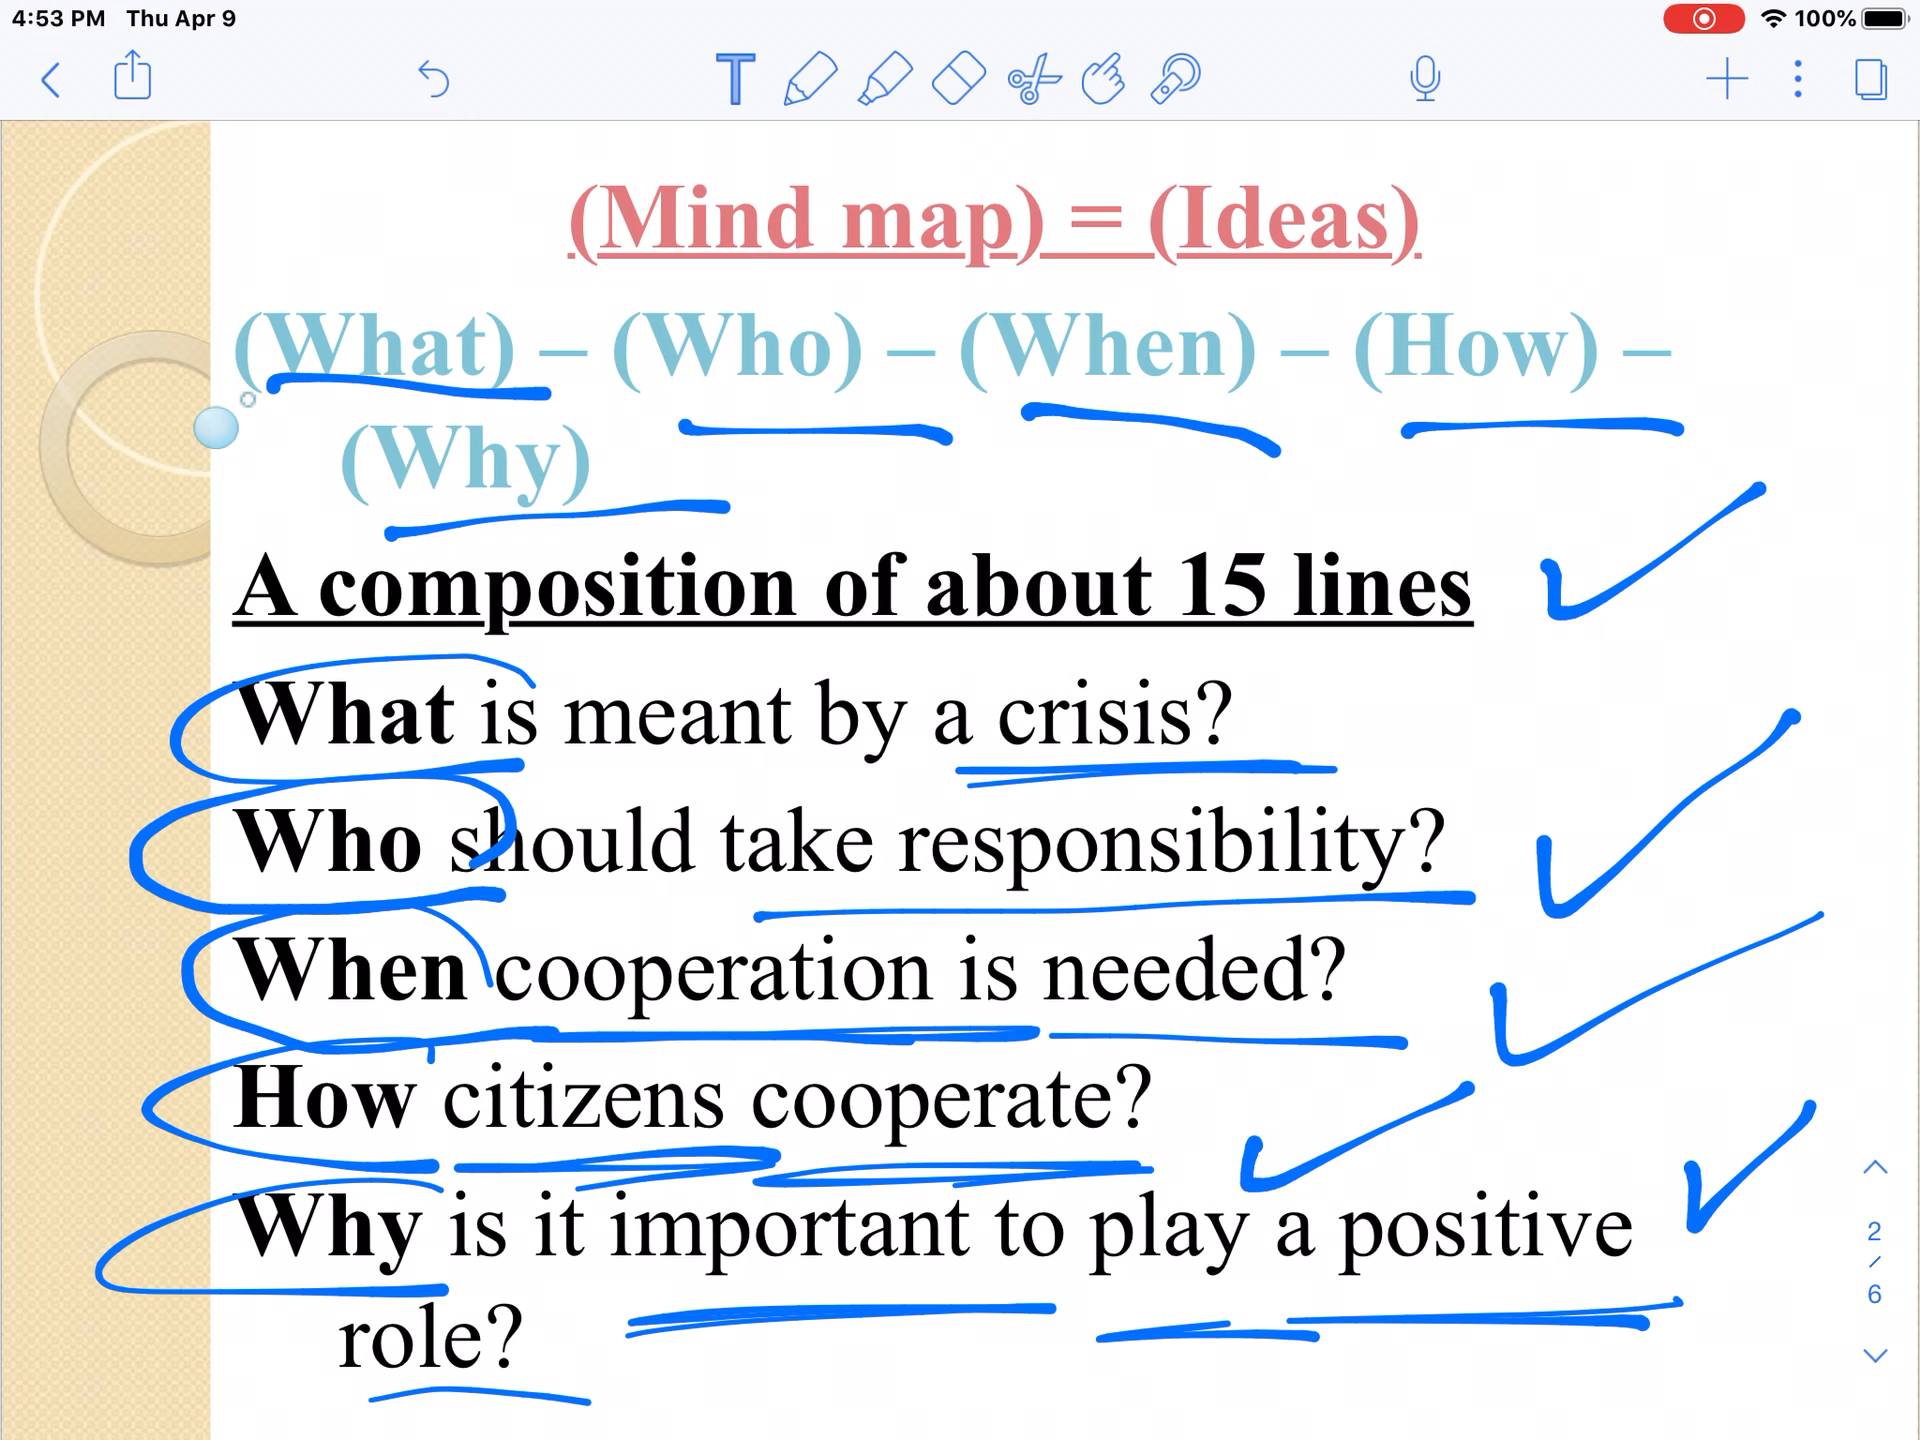 4:53 PM Thu Apr 9 100%
(Mind map) = (Ideas)
(What) – (Who) – (When) – (How) –
(Why)
A composition of about 15 lines
What is meant by a crisis?
Who should take responsibility?
When cooperation is needed?
How citizens cooperate?
Why is it important to play a positive
role?
2
/
6